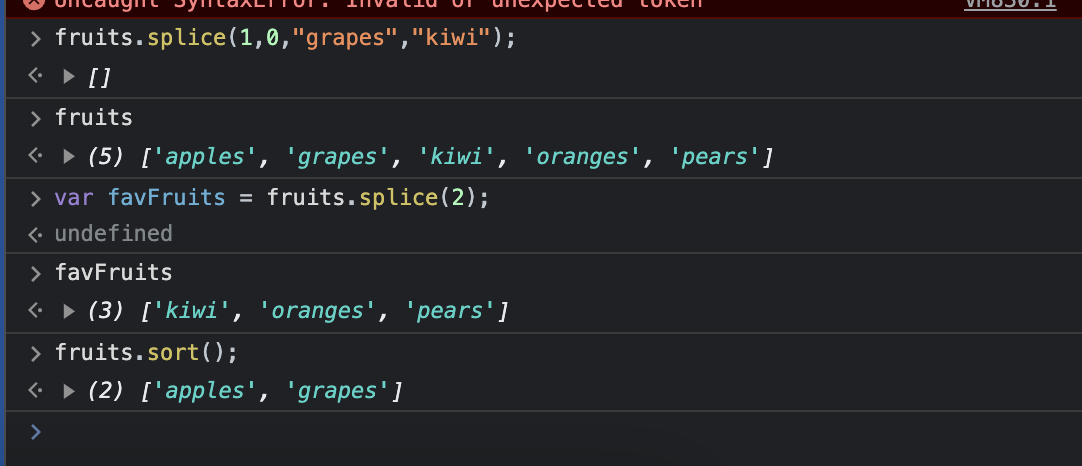 Uncaught SyntaxError: Invalid or unexpected token VM830:1
> fruits.splice(1,0,"grapes","kiwi");
<· ▶ []
> fruits
<· ▶ (5) ['apples', 'grapes', 'kiwi', 'oranges', 'pears']
> var favFruits = fruits.splice(2);
<· undefined
> favFruits
<· ▶ (3) ['kiwi', 'oranges', 'pears']
> fruits.sort();
<· ▶ (2) ['apples', 'grapes']
>